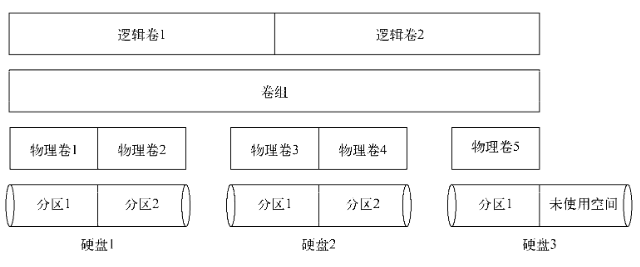 逻辑卷1 逻辑卷2
卷组
物理卷1 物理卷2 物理卷3 物理卷4 物理卷5
分区1 分区2 分区1 分区2 分区1 未使用空间
硬盘1 硬盘2 硬盘3